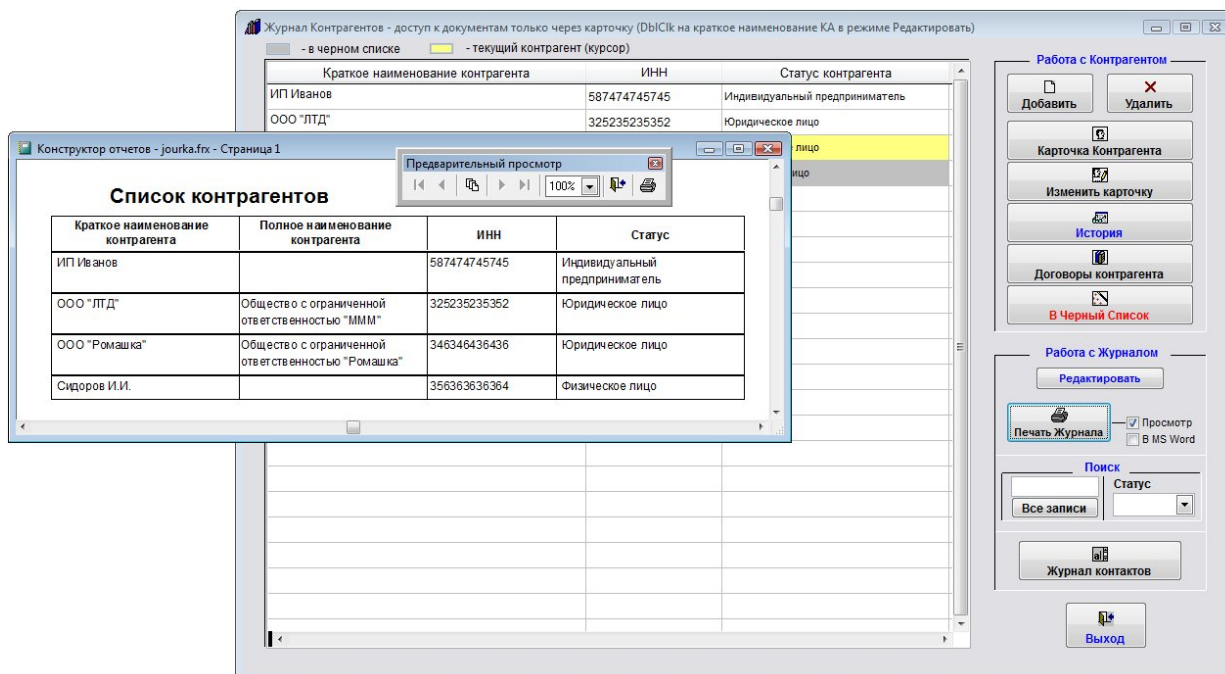 Журнал Контрагентов - доступ к документам только через карточку (DblClk на краткое наименование КА в режиме Редактировать)
- в черном списке - текущий контрагент (курсор)
Краткое наименование контрагента ИНН Статус контрагента
ИП Иванов 587474745745 Индивидуальный предприниматель
ООО "ЛТД" 325235235352 Юридическое лицо
лицо
Конструктор отчетов - jourka.frx - Страница 1
Предварительный просмотр
100%
Список контрагентов
Краткое наименование контрагента Полное наименование контрагента ИНН Статус
ИП Иванов 587474745745 Индивидуальный
предприниматель
ООО "ЛТД" Общество с ограниченной 325235235352 Юридическое лицо
ответственностью "МММ"
ООО "Ромашка" Общество с ограниченной 346346436436 Юридическое лицо
ответственностью "Ромашка"
Сидоров И.И. 356363636364 Физическое лицо
Работа с Контрагентом
Добавить Удалить
Карточка Контрагента
Изменить карточку
История
Договоры контрагента
В Черный Список
Работа с Журналом
Редактировать
Печать Журнала Просмотр
В MS Word
Поиск
Статус
Все записи
Журнал контактов
Выход